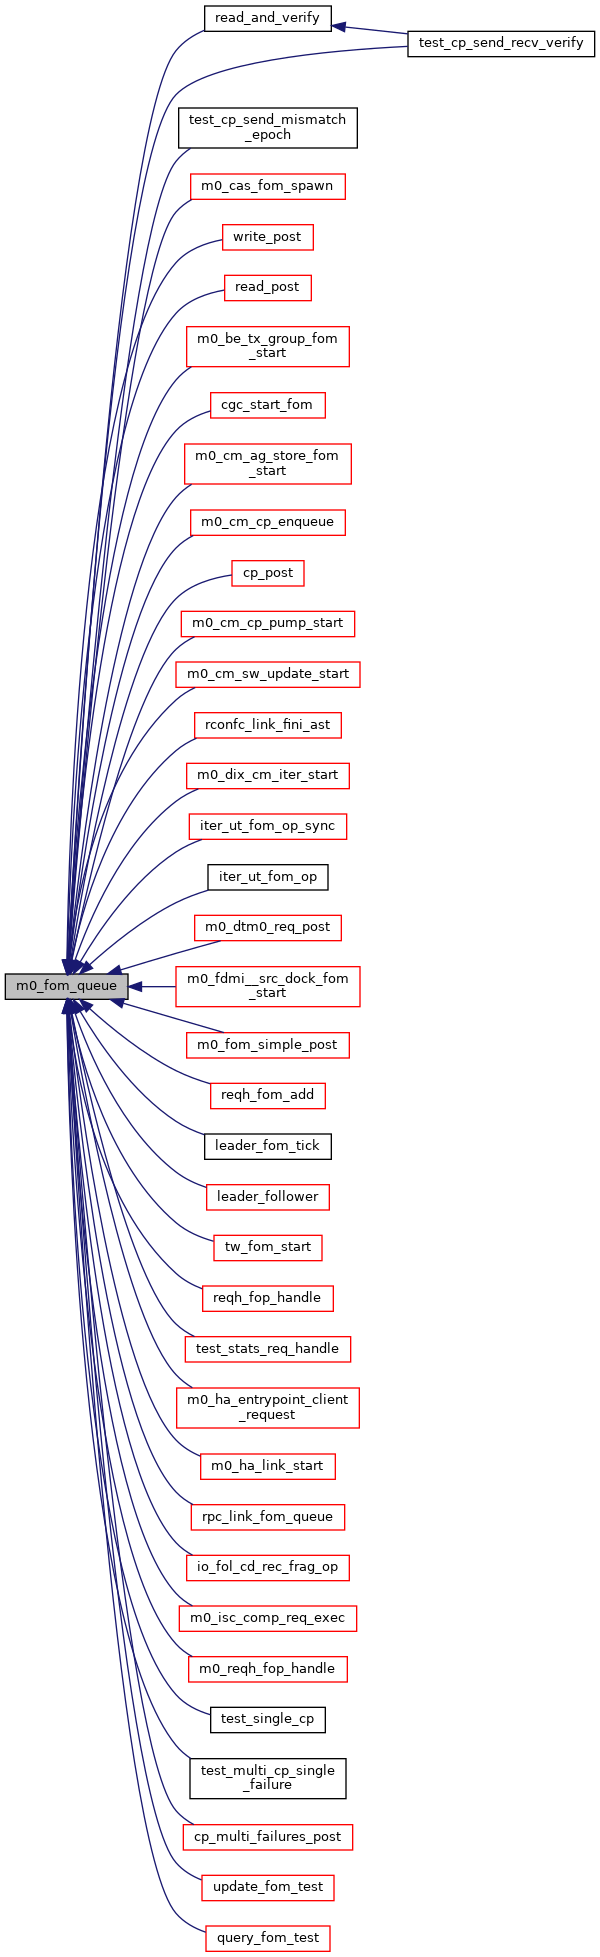 read_and_verify
test_cp_send_recv_verify
test_cp_send_mismatch
_epoch
m0_cas_fom_spawn
write_post
read_post
m0_be_tx_group_fom
_start
cgc_start_fom
m0_cm_ag_store_fom
_start
m0_cm_cp_enqueue
cp_post
m0_cm_cp_pump_start
m0_cm_sw_update_start
rconfc_link_fini_ast
m0_dix_cm_iter_start
iter_ut_fom_op_sync
iter_ut_fom_op
m0_dtm0_req_post
m0_fom_queue
m0_fdmi__src_dock_fom
_start
m0_fom_simple_post
reqh_fom_add
leader_fom_tick
leader_follower
tw_fom_start
reqh_fop_handle
test_stats_req_handle
m0_ha_entrypoint_client
_request
m0_ha_link_start
rpc_link_fom_queue
io_fol_cd_rec_frag_op
m0_isc_comp_req_exec
m0_reqh_fop_handle
test_single_cp
test_multi_cp_single
_failure
cp_multi_failures_post
update_fom_test
query_fom_test